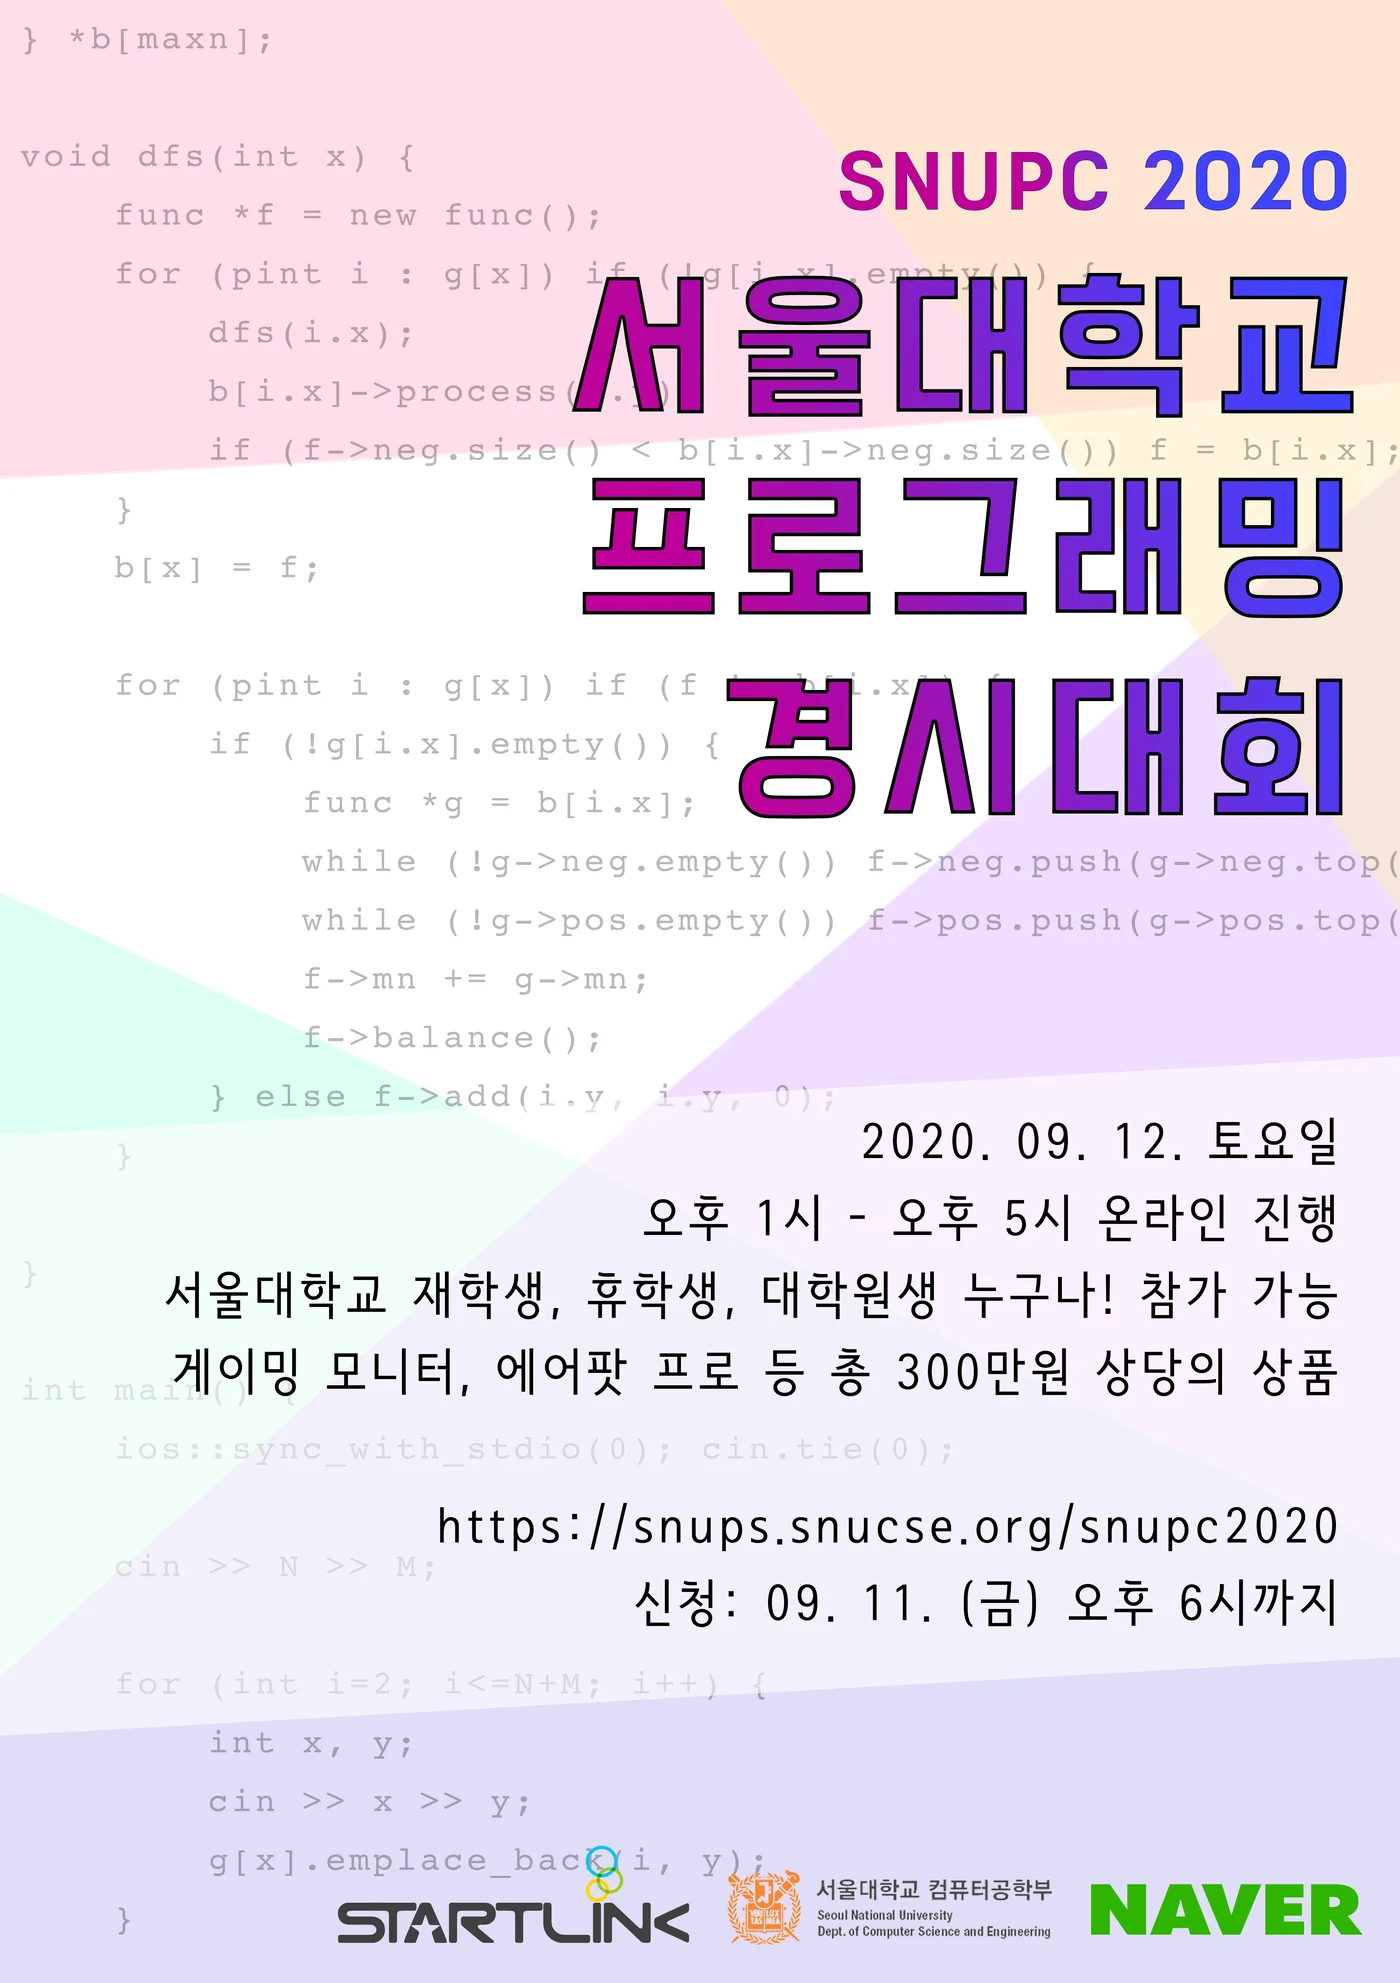 } *b[maxn];
void dfs(int x) {
func *f = new func();
for (pint i : g[x]) if (!g[i.x].empty()) {
dfs(i.x);
b[i.x]->process(
if (f->neg.size() < b[i.x]->neg.size()) f = b[i.x];
}
b[x] = f;
for (pint i : g[x]) if (f
if (!g[i.x].empty()) {
func *g = b[i.x];
while (!g->neg.empty()) f->neg.push(g->neg.top(
while (!g->pos.empty()) f->pos.push(g->pos.top(
f->mn += g->mn;
f->balance();
} else f->add(i.y, i.y, 0);
}
}
int main() {
ios::sync_with_stdio(0); cin.tie(0);
cin >> N >> M;
for (int i=2; i<=N+M; i++) {
int x, y;
cin >> x >> y;
g[x].emplace_back(i, y);
}
SNUPC 2020
서울대학교
프로그래밍
경시대회
2020. 09. 12. 토요일
오후 1시 - 오후 5시 온라인 진행
서울대학교 재학생, 휴학생, 대학원생 누구나! 참가 가능
게이밍 모니터, 에어팟 프로 등 총 300만원 상당의 상품
https://snups.snucse.org/snupc2020
신청: 09. 11. (금) 오후 6시까지
STARTLINK
서울대학교 컴퓨터공학부
Seoul National University
Dept. of Computer Science and Engineering
NAVER